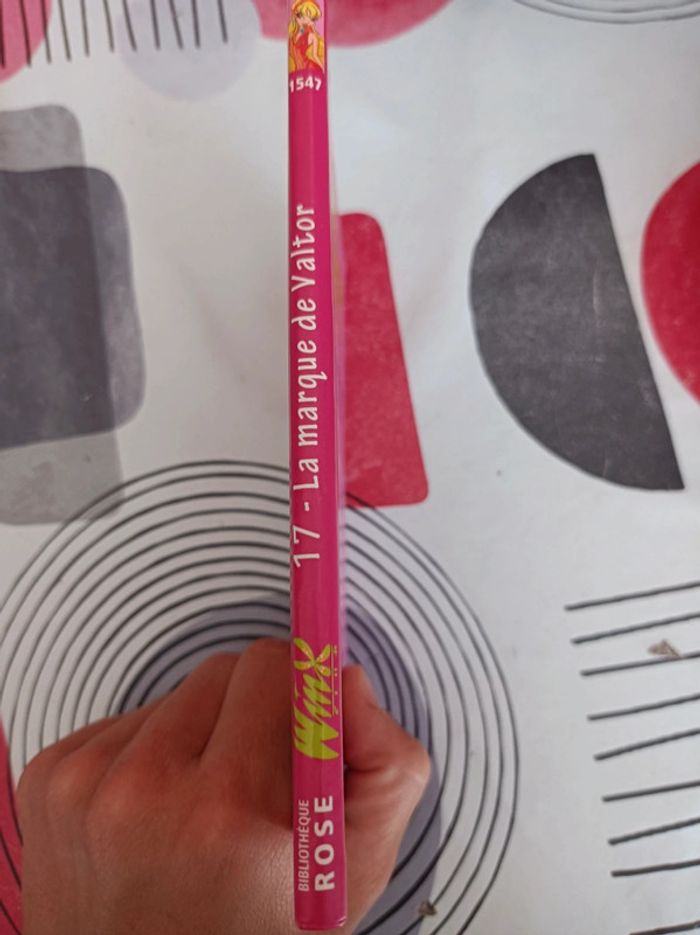 1547
17 - La marque de Valtor
Winx
BIBLIOTHÈQUE
ROSE